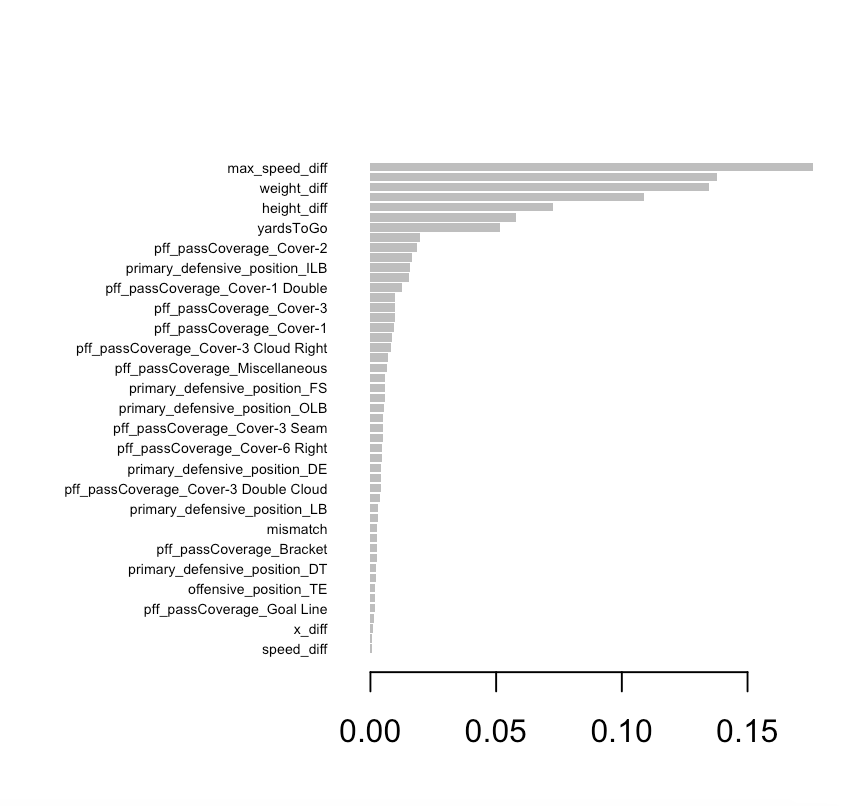 max_speed_diff
weight_diff
height_diff
yardsToGo
pff_passCoverage_Cover-2
primary_defensive_position_ILB
pff_passCoverage_Cover-1 Double
pff_passCoverage_Cover-3
pff_passCoverage_Cover-1
pff_passCoverage_Cover-3 Cloud Right
pff_passCoverage_Miscellaneous
primary_defensive_position_FS
primary_defensive_position_OLB
pff_passCoverage_Cover-3 Seam
pff_passCoverage_Cover-6 Right
primary_defensive_position_DE
pff_passCoverage_Cover-3 Double Cloud
primary_defensive_position_LB
mismatch
pff_passCoverage_Bracket
primary_defensive_position_DT
offensive_position_TE
pff_passCoverage_Goal Line
x_diff
speed_diff
0.00 0.05 0.10 0.15